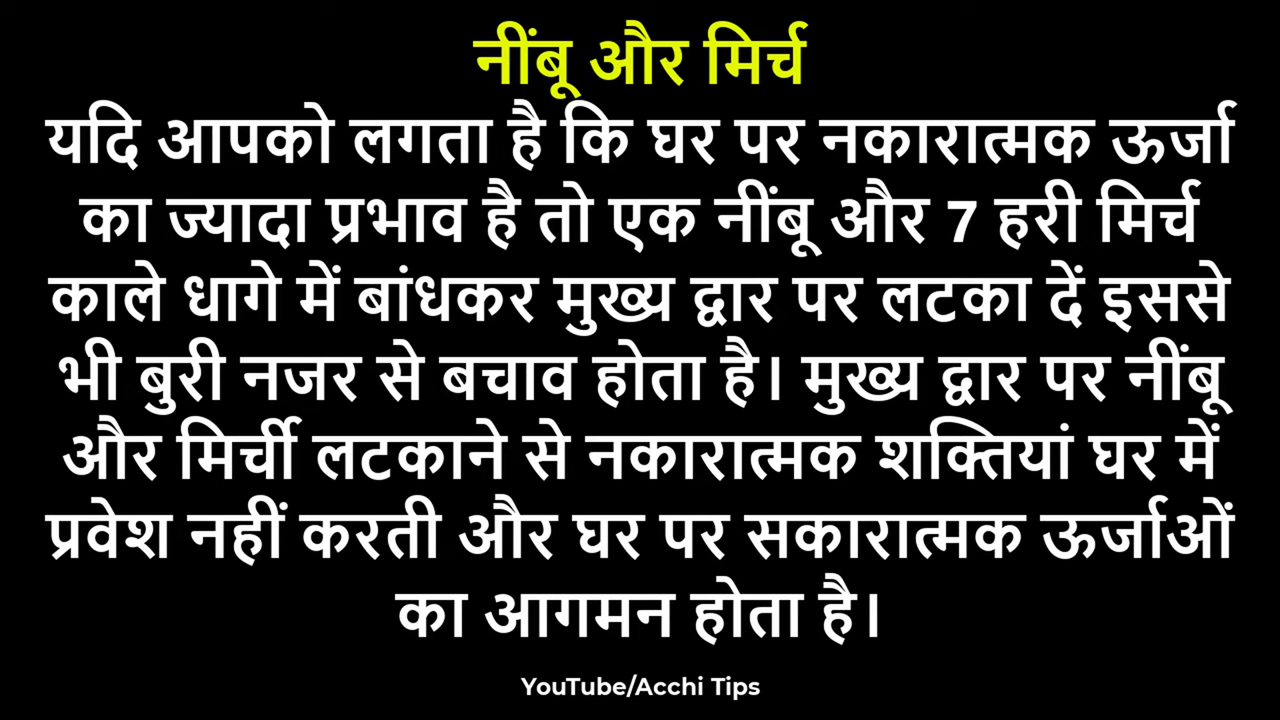 नींबू और मिर्च
यदि आपको लगता है कि घर पर नकारात्मक ऊर्जा
का ज्यादा प्रभाव है तो एक नींबू और 7 हरी मिर्च
काले धागे में बांधकर मुख्य द्वार पर लटका दें इससे
भी बुरी नजर से बचाव होता है। मुख्य द्वार पर नींबू
और मिर्ची लटकाने से नकारात्मक शक्तियां घर में
प्रवेश नहीं करती और घर पर सकारात्मक ऊर्जाओं
का आगमन होता है।
YouTube/Acchi Tips